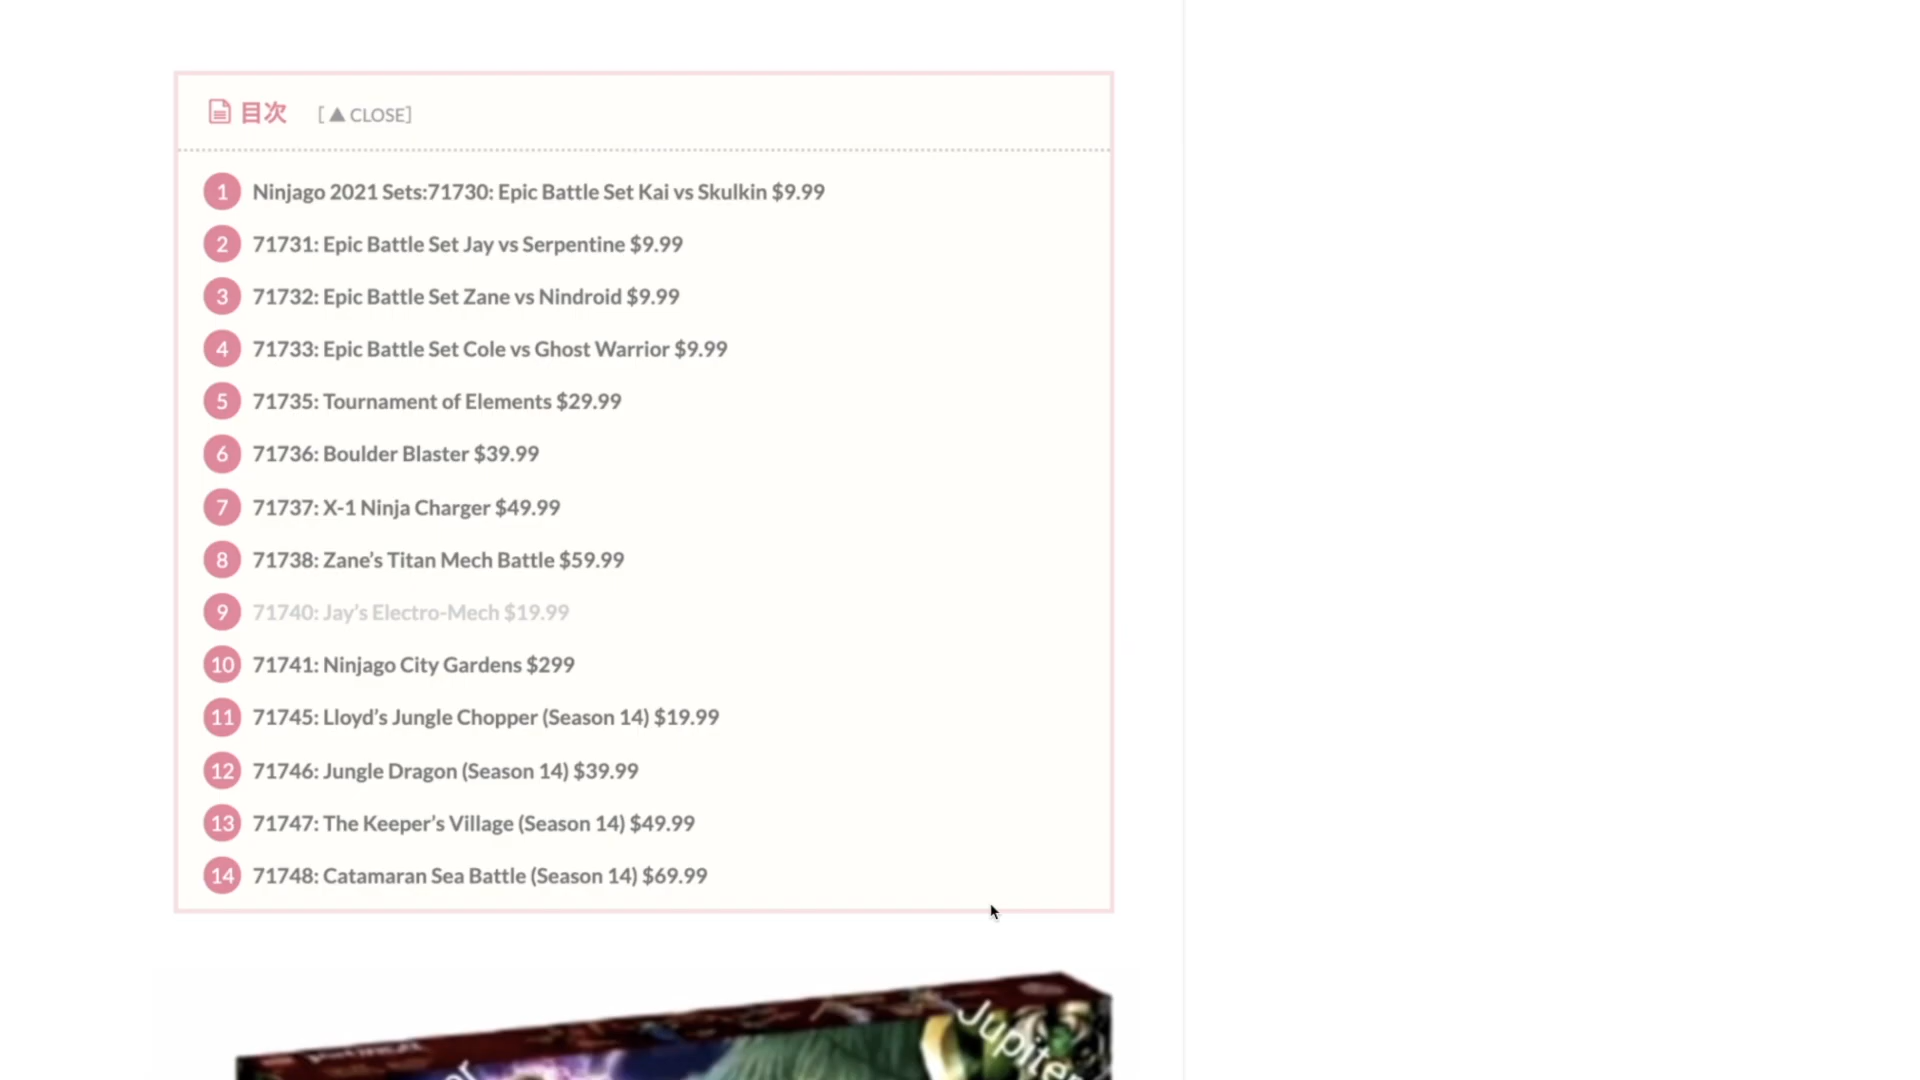 目次 [▲ CLOSE]
1 Ninjago 2021 Sets:71730: Epic Battle Set Kai vs Skulkin $9.99
2 71731: Epic Battle Set Jay vs Serpentine $9.99
3 71732: Epic Battle Set Zane vs Nindroid $9.99
4 71733: Epic Battle Set Cole vs Ghost Warrior $9.99
5 71735: Tournament of Elements $29.99
6 71736: Boulder Blaster $39.99
7 71737: X-1 Ninja Charger $49.99
8 71738: Zane’s Titan Mech Battle $59.99
9 71740: Jay’s Electro-Mech $19.99
10 71741: Ninjago City Gardens $299
11 71745: Lloyd’s Jungle Chopper (Season 14) $19.99
12 71746: Jungle Dragon (Season 14) $39.99
13 71747: The Keeper’s Village (Season 14) $49.99
14 71748: Catamaran Sea Battle (Season 14) $69.99
Jupiter